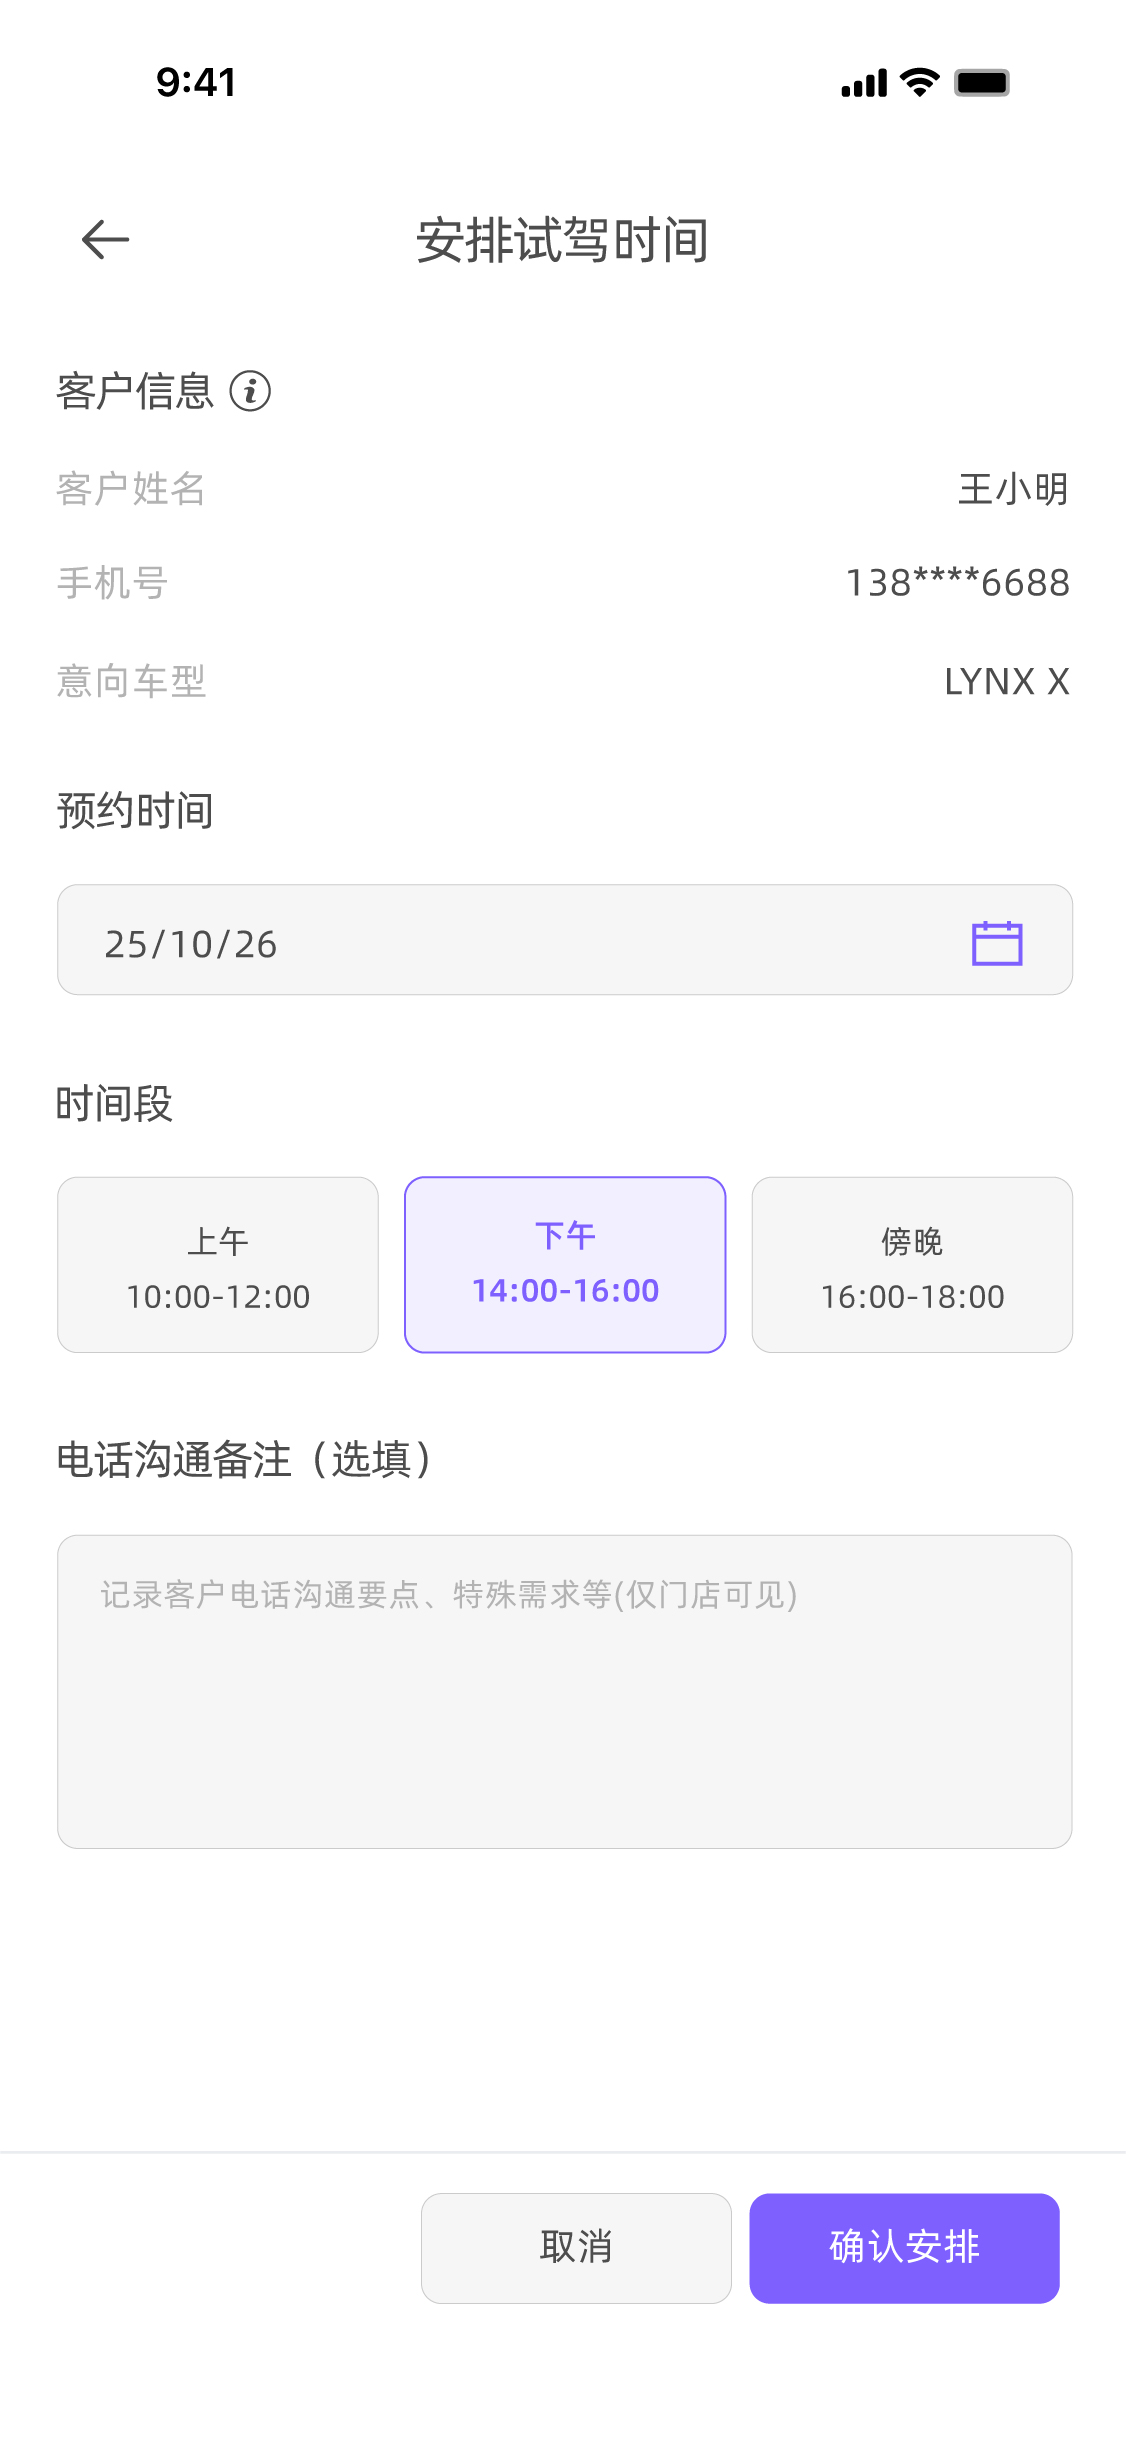 9:41
安排试驾时间
客户信息
客户姓名 王小明
手机号 138****6688
意向车型 LYNX X
预约时间
25/10/26
时间段
上午 下午 傍晚
10:00-12:00 14:00-16:00 16:00-18:00
电话沟通备注（选填）
记录客户电话沟通要点、特殊需求等(仅门店可见)
取消 确认安排